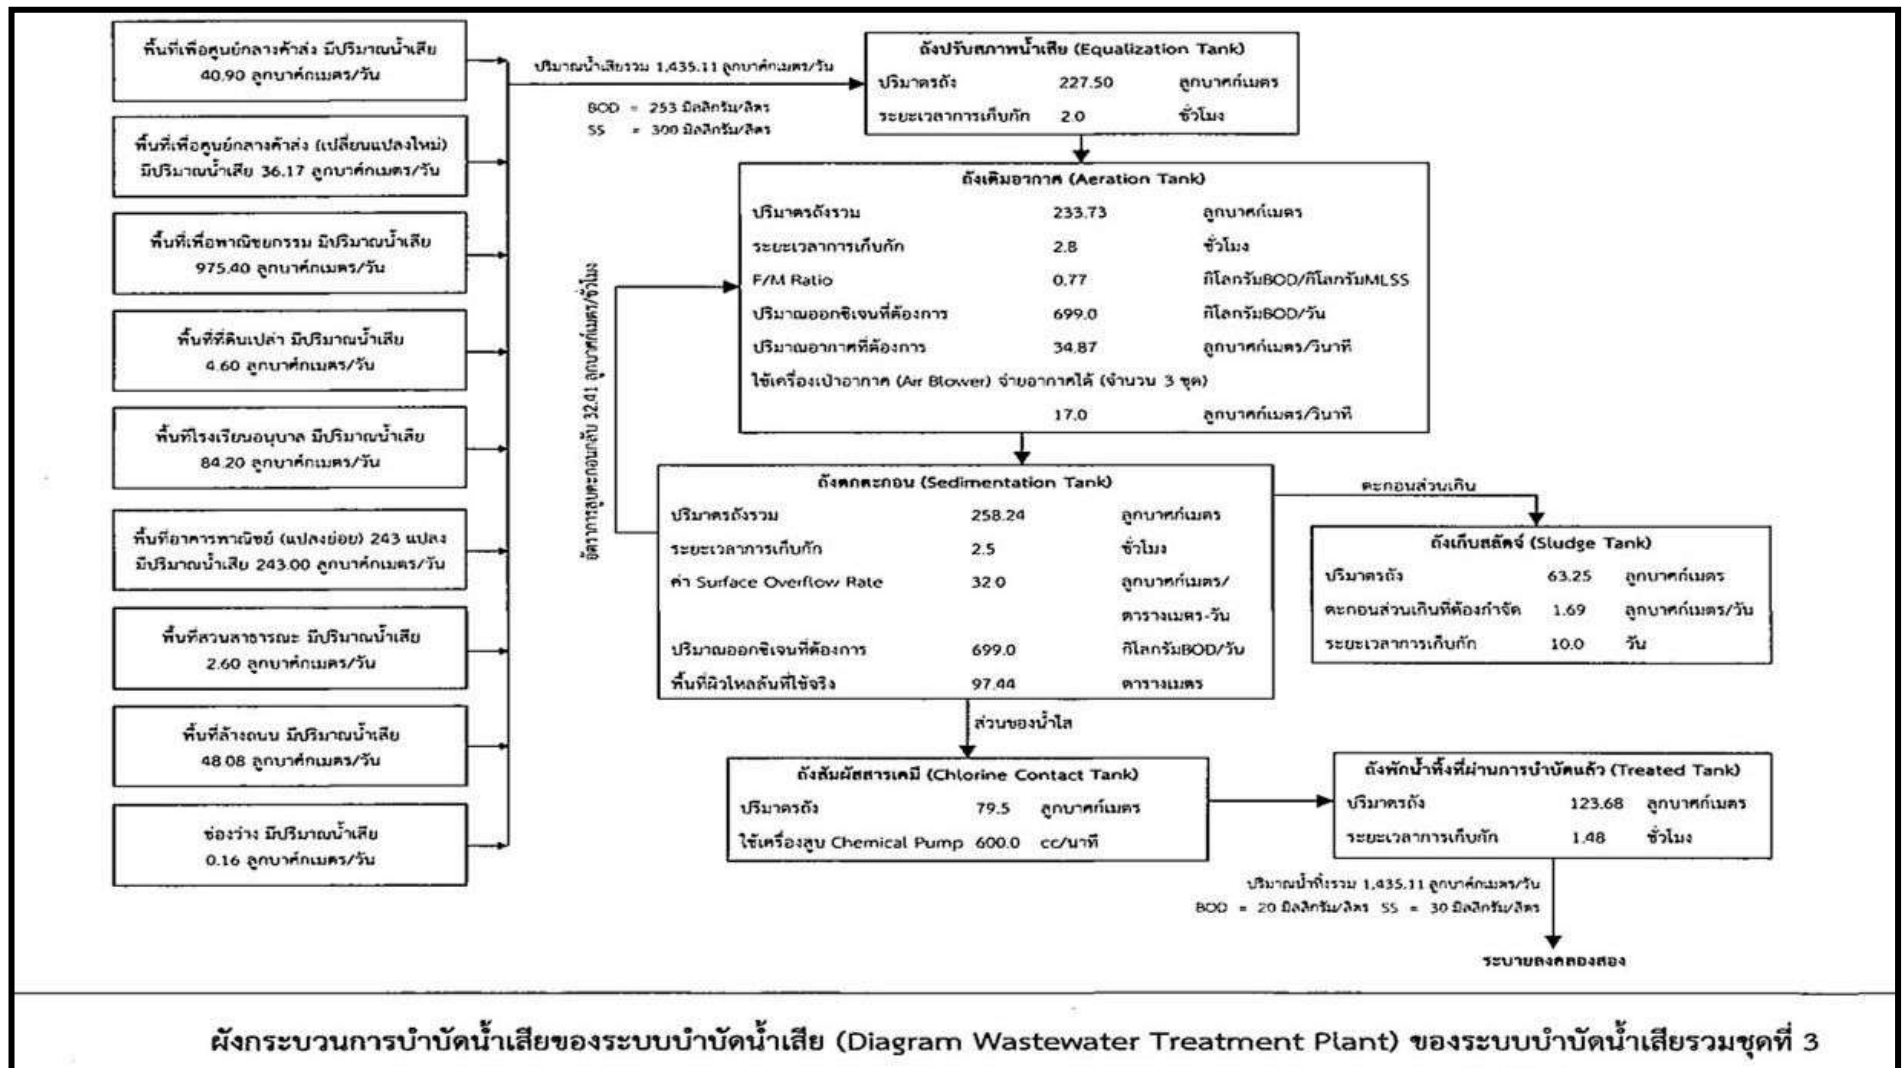 พื้นที่เพื่อศูนย์กลางค้าส่ง มีปริมาณน้ำเสีย
40.90 ลูกบาศก์เมตร/วัน
พื้นที่เพื่อศูนย์กลางค้าส่ง (เปลี่ยนแปลงใหม่)
มีปริมาณน้ำเสีย 36.17 ลูกบาศก์เมตร/วัน
พื้นที่เพื่อพาณิชยกรรม มีปริมาณน้ำเสีย
975.40 ลูกบาศก์เมตร/วัน
พื้นที่ที่ดินเปล่า มีปริมาณน้ำเสีย
4.60 ลูกบาศก์เมตร/วัน
พื้นที่โรงเรียนอนุบาล มีปริมาณน้ำเสีย
84.20 ลูกบาศก์เมตร/วัน
พื้นที่อาคารพาณิชย์ (แปลงย่อย) 243 แปลง
มีปริมาณน้ำเสีย 243.00 ลูกบาศก์เมตร/วัน
พื้นที่สวนสาธารณะ มีปริมาณน้ำเสีย
2.60 ลูกบาศก์เมตร/วัน
พื้นที่ล้างถนน มีปริมาณน้ำเสีย
48.08 ลูกบาศก์เมตร/วัน
ช่องว่าง มีปริมาณน้ำเสีย
0.16 ลูกบาศก์เมตร/วัน
ปริมาณน้ำเสียรวม 1,435.11 ลูกบาศก์เมตร/วัน
BOD = 253 มิลลิกรัม/ลิตร
SS = 300 มิลลิกรัม/ลิตร
ถังปรับสภาพน้ำเสีย (Equalization Tank)
ปริมาตรถัง 227.50 ลูกบาศก์เมตร
ระยะเวลาการเก็บกัก 2.0 ชั่วโมง
ถังเติมอากาศ (Aeration Tank)
ปริมาตรถังรวม 233.73 ลูกบาศก์เมตร
ระยะเวลาการเก็บกัก 2.8 ชั่วโมง
F/M Ratio 0.77 กิโลกรัมBOD/กิโลกรัมMLSS
ปริมาณออกซิเจนที่ต้องการ 699.0 กิโลกรัมBOD/วัน
ปริมาณอากาศที่ต้องการ 34.87 ลูกบาศก์เมตร/วินาที
ใช้เครื่องเป่าอากาศ (Air Blower) จ่ายอากาศได้ (จำนวน 3 ชุด)
17.0 ลูกบาศก์เมตร/วินาที
อัตราการสูบตะกอนกลับ 32.41 ลูกบาศก์เมตร/ชั่วโมง
ถังตกตะกอน (Sedimentation Tank)
ปริมาตรถังรวม 258.24 ลูกบาศก์เมตร
ระยะเวลาการเก็บกัก 2.5 ชั่วโมง
ค่า Surface Overflow Rate 32.0 ลูกบาศก์เมตร/
ตารางเมตร-วัน
ปริมาณออกซิเจนที่ต้องการ 699.0 กิโลกรัมBOD/วัน
พื้นที่ผิวไหลล้นที่ใช้จริง 97.44 ตารางเมตร
ตะกอนส่วนเกิน
ถังเก็บสลัดจ์ (Sludge Tank)
ปริมาตรถัง 63.25 ลูกบาศก์เมตร
ตะกอนส่วนเกินที่ต้องกำจัด 1.69 ลูกบาศก์เมตร/วัน
ระยะเวลาการเก็บกัก 10.0 วัน
ส่วนของน้ำใส
ถังสัมผัสสารเคมี (Chlorine Contact Tank)
ปริมาตรถัง 79.5 ลูกบาศก์เมตร
ใช้เครื่องสูบ Chemical Pump 600.0 cc/นาที
ถังพักน้ำทิ้งที่ผ่านการบำบัดแล้ว (Treated Tank)
ปริมาตรถัง 123.68 ลูกบาศก์เมตร
ระยะเวลาการเก็บกัก 1.48 ชั่วโมง
ปริมาณน้ำทิ้งรวม 1,435.11 ลูกบาศก์เมตร/วัน
BOD = 20 มิลลิกรัม/ลิตร SS = 30 มิลลิกรัม/ลิตร
ระบายลงคลองสอง
ผังกระบวนการบำบัดน้ำเสียของระบบบำบัดน้ำเสีย (Diagram Wastewater Treatment Plant) ของระบบบำบัดน้ำเสียรวมชุดที่ 3